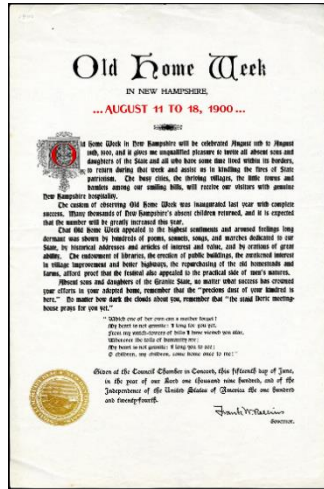 Old Home Week
IN NEW HAMPSHIRE,
...AUGUST 11 TO 18, 1900...
Old Home Week in New Hampshire will be celebrated August 11th to August
18th, 1900, and it gives me unqualified pleasure to invite all absent sons and
daughters of the State and all who have some time lived within its borders,
to return during that week and assist us in kindling the fires of State
patriotism. The busy cities, the thriving villages, the little towns and
hamlets among our smiling hills, will receive our visitors with genuine
New Hampshire hospitality.
The custom of observing Old Home Week was inaugurated last year with complete
success. Many thousands of New Hampshire's absent children returned, and it is expected
that the number will be greatly increased this year.
That Old Home Week appealed to the highest sentiments and aroused feelings long
dormant was shown by hundreds of poems, sonnets, songs, and marches dedicated to our
State, by historical addresses and articles of interest and value, and by orations of great
ability. The endowment of libraries, the erection of public buildings, the awakened interest
in village improvement and better highways, the repurchasing of the old homesteads and
farms, afford proof that the festival also appealed to the practical side of men's natures.
Absent sons and daughters of the Granite State, no matter what success has crowned
your efforts in your adopted home, remember that the "precious dust of your kindred is
here." No matter how dark the clouds about you, remember that "the staid Doric meeting-
house prays for you yet."
"Which one of her own can a mother forget?
My heart is not granite: I long for you yet,
From my watch-towers of hills I have viewed you afar,
Whatever the hills of humanity are;
My heart is not granite: I long you to see;
O children, my children, come home once to me!"
Given at the Council Chamber in Concord, this fifteenth day of June,
in the year of our Lord one thousand nine hundred, and of the
Independence of the United States of America the one hundred
and twenty-fourth.
Frank W. Rollins
Governor.